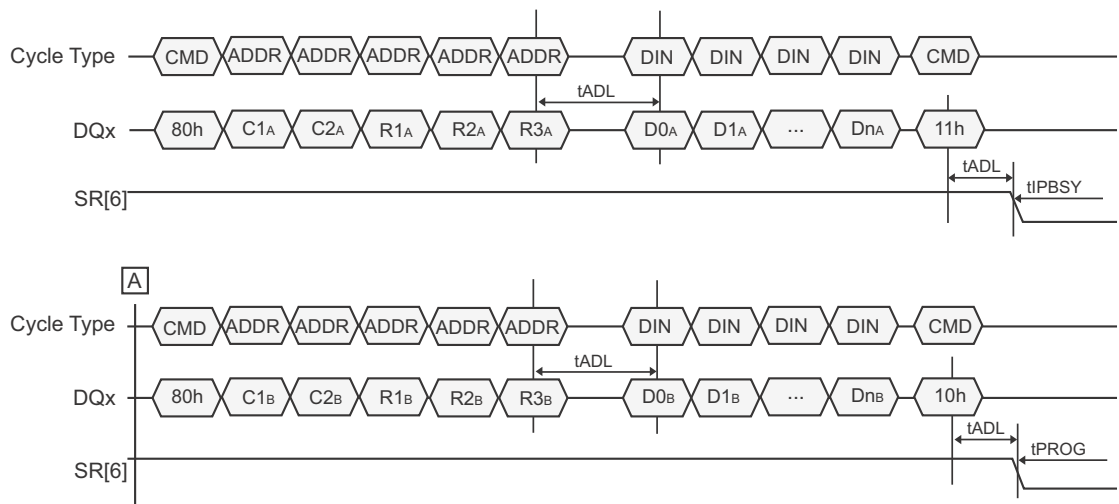 Cycle Type CMD ADDR ADDR ADDR ADDR ADDR DIN DIN DIN DIN CMD
tADL
DQx 80h C1A C2A R1A R2A R3A D0A D1A ... DnA 11h
tADL
SR[6] tIPBSY
A
Cycle Type CMD ADDR ADDR ADDR ADDR ADDR DIN DIN DIN DIN CMD
tADL
DQx 80h C1B C2B R1B R2B R3B D0B D1B ... DnB 10h
tADL
SR[6] tPROG